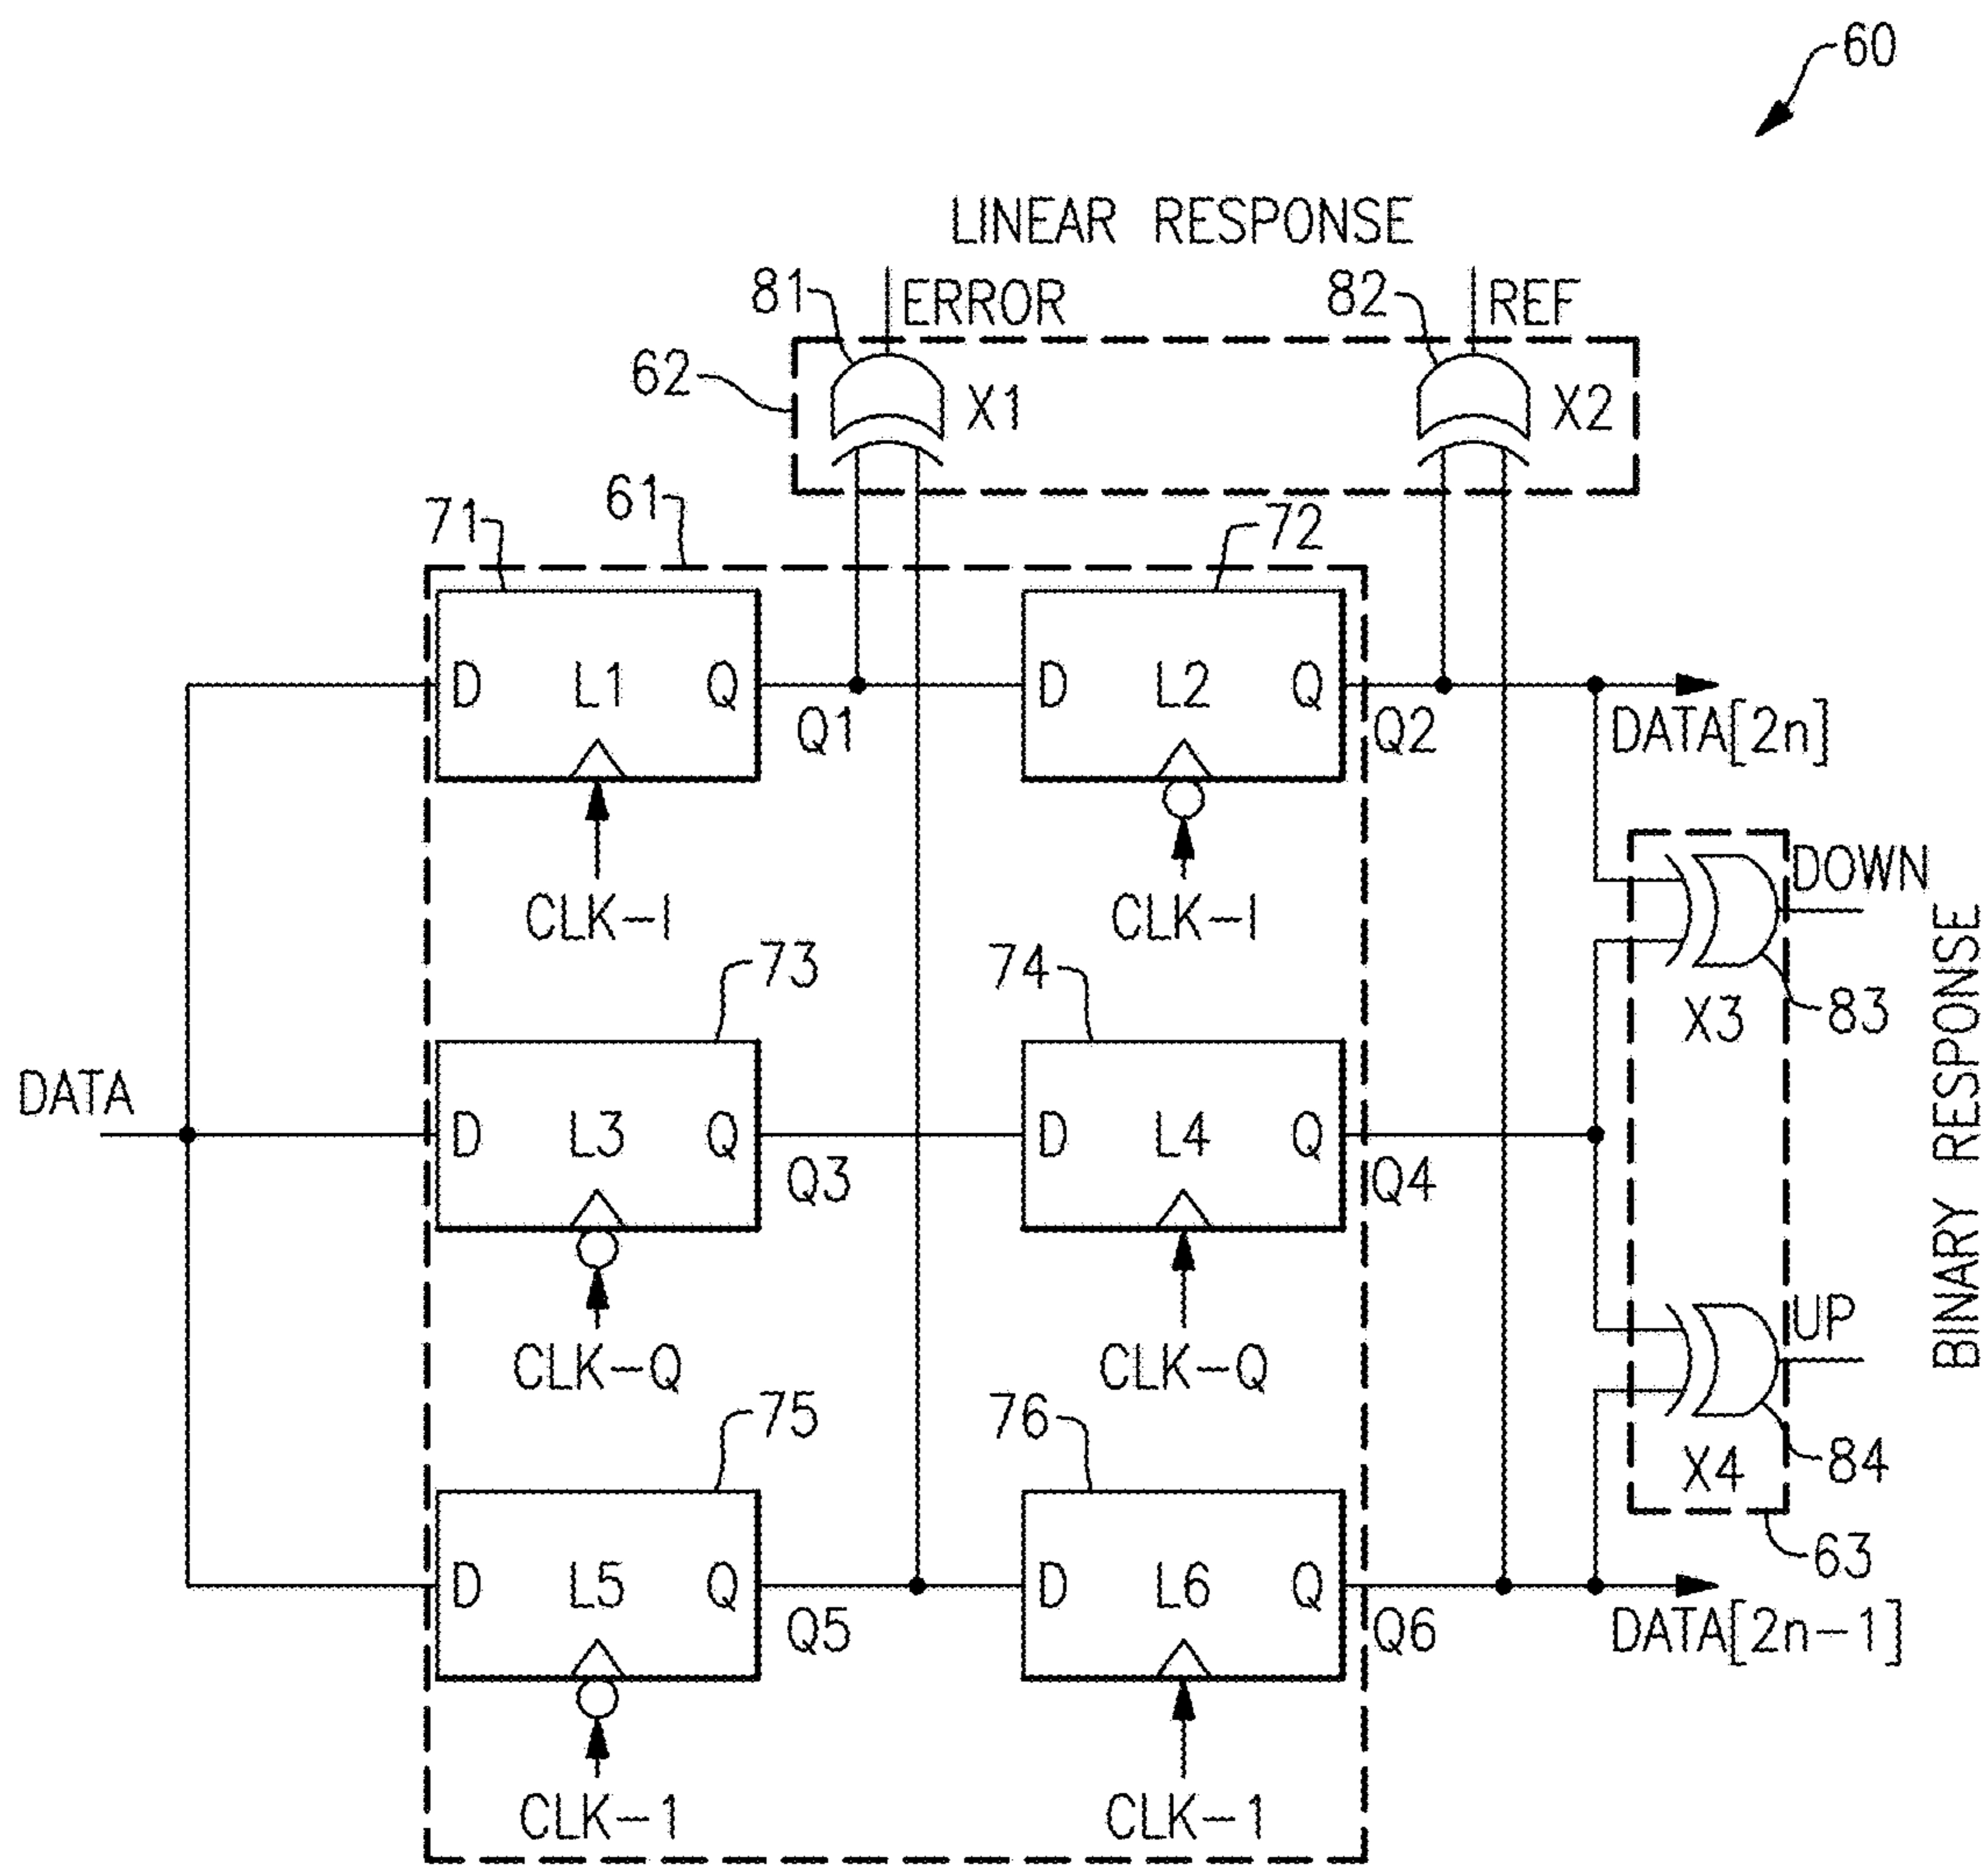 60
LINEAR RESPONSE
81 ERROR 82 REF
62 X1 X2
71 61 72
D L1 Q D L2 Q
Q1 Q2 DATA[2n]
CLK-I CLK-I
DOWN
73 74
X3 83
DATA
D L3 Q D L4 Q
Q3 Q4
BINARY RESPONSE
CLK-Q CLK-Q
UP
75 76
X4 84
63
D L5 Q D L6 Q
Q5 Q6 DATA[2n-1]
CLK-1 CLK-1